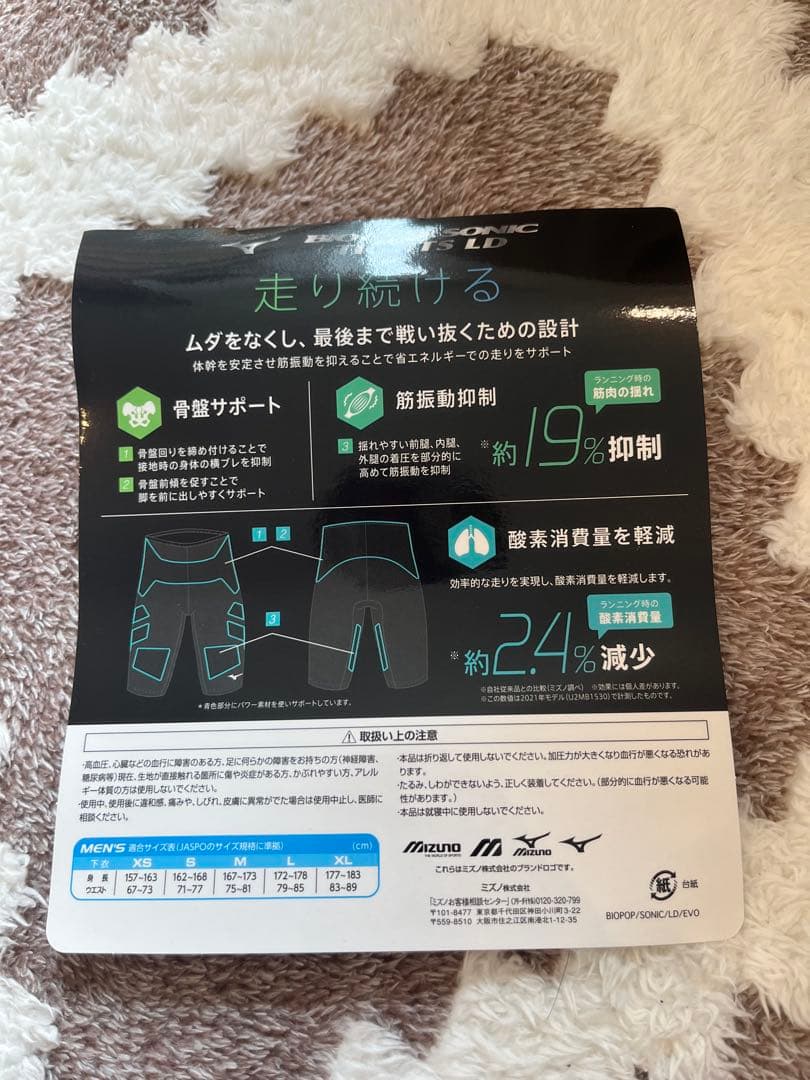 SONIC
TS LD
走り続ける
ムダをなくし、最後まで戦い抜くための設計
体幹を安定させ筋振動を抑えることで省エネルギーでの走りをサポート
骨盤サポート
1 骨盤回りを締め付けることで
接地時の身体の横ブレを抑制
2 骨盤前傾を促すことで
脚を前に出しやすくサポート
筋振動抑制
3 揺れやすい前腿、内腿、
外腿の着圧を部分的に
高めて筋振動を抑制
ランニング時の
筋肉の揺れ
※約19%抑制
1 2
3
*青色部分にパワー素材を使いサポートしています。
酸素消費量を軽減
効率的な走りを実現し、酸素消費量を軽減します。
ランニング時の
酸素消費量
※約2.4%減少
※自社従来品との比較(ミズノ調べ) ※効果には個人差があります。
※この数値は2021年モデル(U2MB1530)で計測したものです。
取扱い上の注意
・高血圧、心臓などの血行に障害のある方、足に何らかの障害をお持ちの方(神経障害、
糖尿病等)現在、生地が直接触れる箇所に傷や炎症がある方、かぶれやすい方、アレル
ギー体質の方は使用しないでください。
・使用中、使用後に違和感、痛みや、しびれ、皮膚に異常がでた場合は使用中止し、医師に
相談ください。
・本品は折り返して使用しないでください。加圧力が大きくなり血行が悪くなる恐れがあ
ります。
・たるみ、しわができないよう、正しく装着してください。(部分的に血行が悪くなる可能
性があります。)
・本品は就寝中に使用しないでください。
MEN'S 適合サイズ表(JASPOのサイズ規格に準拠) (cm)
下衣 XS S M L XL
身長 157~163 162~168 167~173 172~178 177~183
ウエスト 67~73 71~77 75~81 79~85 83~89
MIZUNO
THE WORLD OF SPORTS
MIZUNO
これらはミズノ株式会社のブランドロゴです。
ミズノ株式会社
「ミズノお客様相談センター」(フリーダイヤル)0120-320-799
〒101-8477 東京都千代田区神田小川町3-22
〒559-8510 大阪市住之江区南港北1-12-35
紙 台紙
BIOPOP/SONIC/LD/EVO